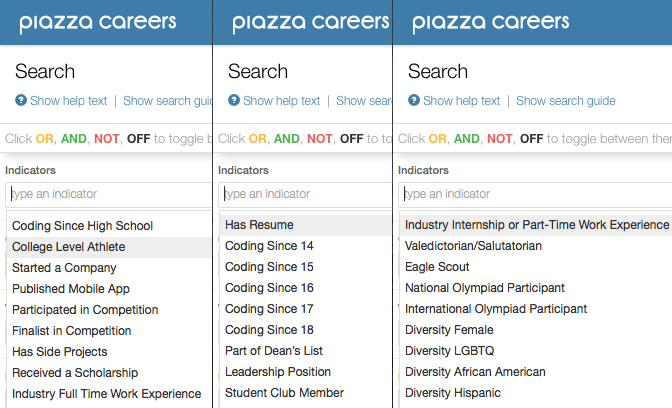 piazza careers
Search
Show help text | Show search guid
Click OR, AND, NOT, OFF to toggle b
Indicators
type an indicator
Coding Since High School
College Level Athlete
Started a Company
Published Mobile App
Participated in Competition
Finalist in Competition
Has Side Projects
Received a Scholarship
Industry Full Time Work Experience
piazza careers
Search
Show help text | Show sear
Click OR, AND, NOT, OFF to to
Indicators
type an indicator
Has Resume
Coding Since 14
Coding Since 15
Coding Since 16
Coding Since 17
Coding Since 18
Part of Dean's List
Leadership Position
Student Club Member
piazza careers
Search
Show help text | Show search guide
Click OR, AND, NOT, OFF to toggle between ther
Indicators
type an indicator
Industry Internship or Part-Time Work Experience
Valedictorian/Salutatorian
Eagle Scout
National Olympiad Participant
International Olympiad Participant
Diversity Female
Diversity LGBTQ
Diversity African American
Diversity Hispanic